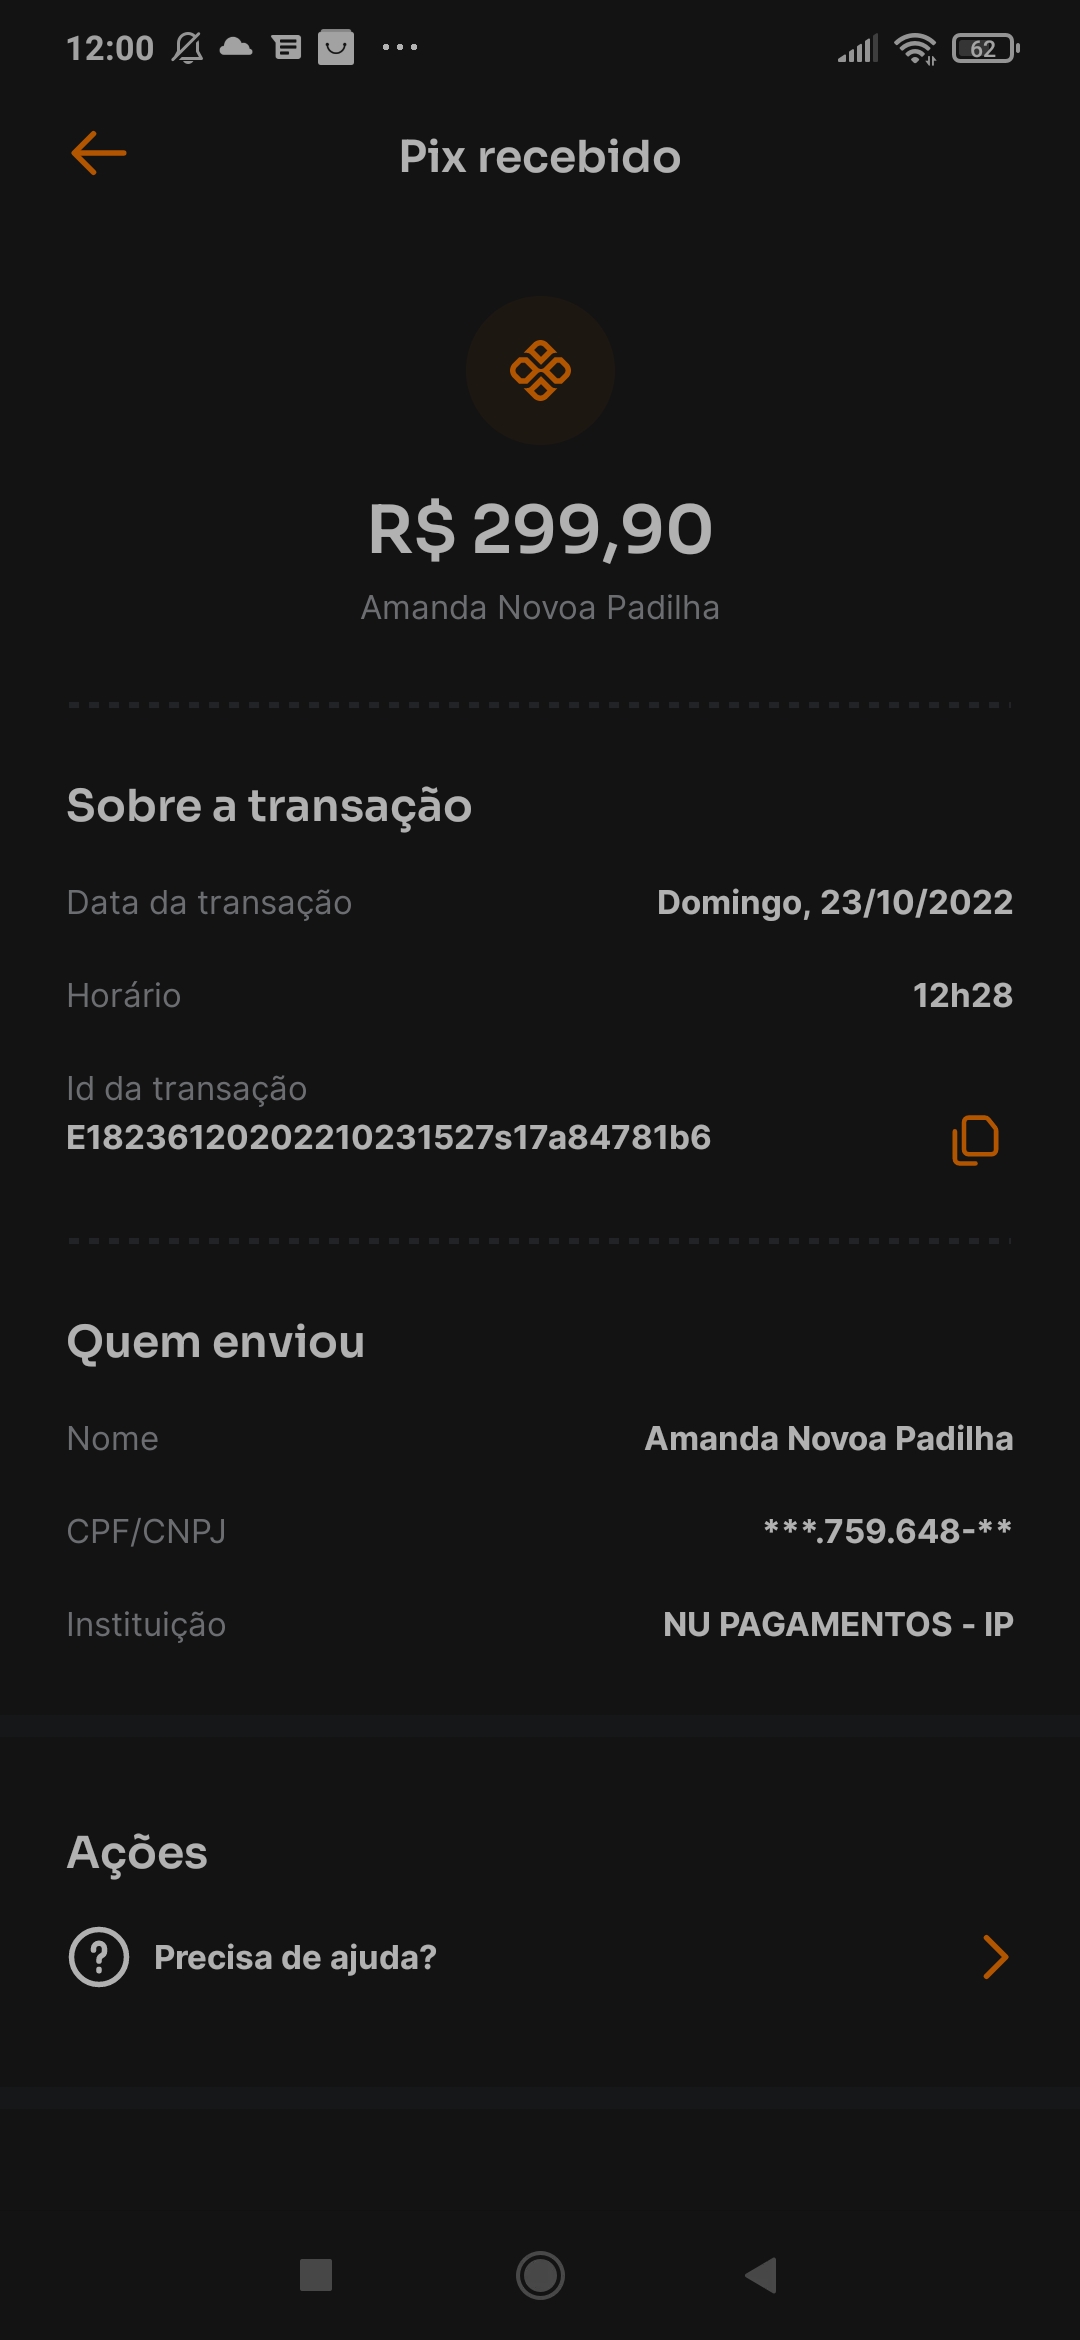 12:00
62
Pix recebido
R$ 299,90
Amanda Novoa Padilha
Sobre a transação
Data da transação Domingo, 23/10/2022
Horário 12h28
Id da transação
E18236120202210231527s17a84781b6
Quem enviou
Nome Amanda Novoa Padilha
CPF/CNPJ ***.759.648-**
Instituição NU PAGAMENTOS - IP
Ações
Precisa de ajuda?